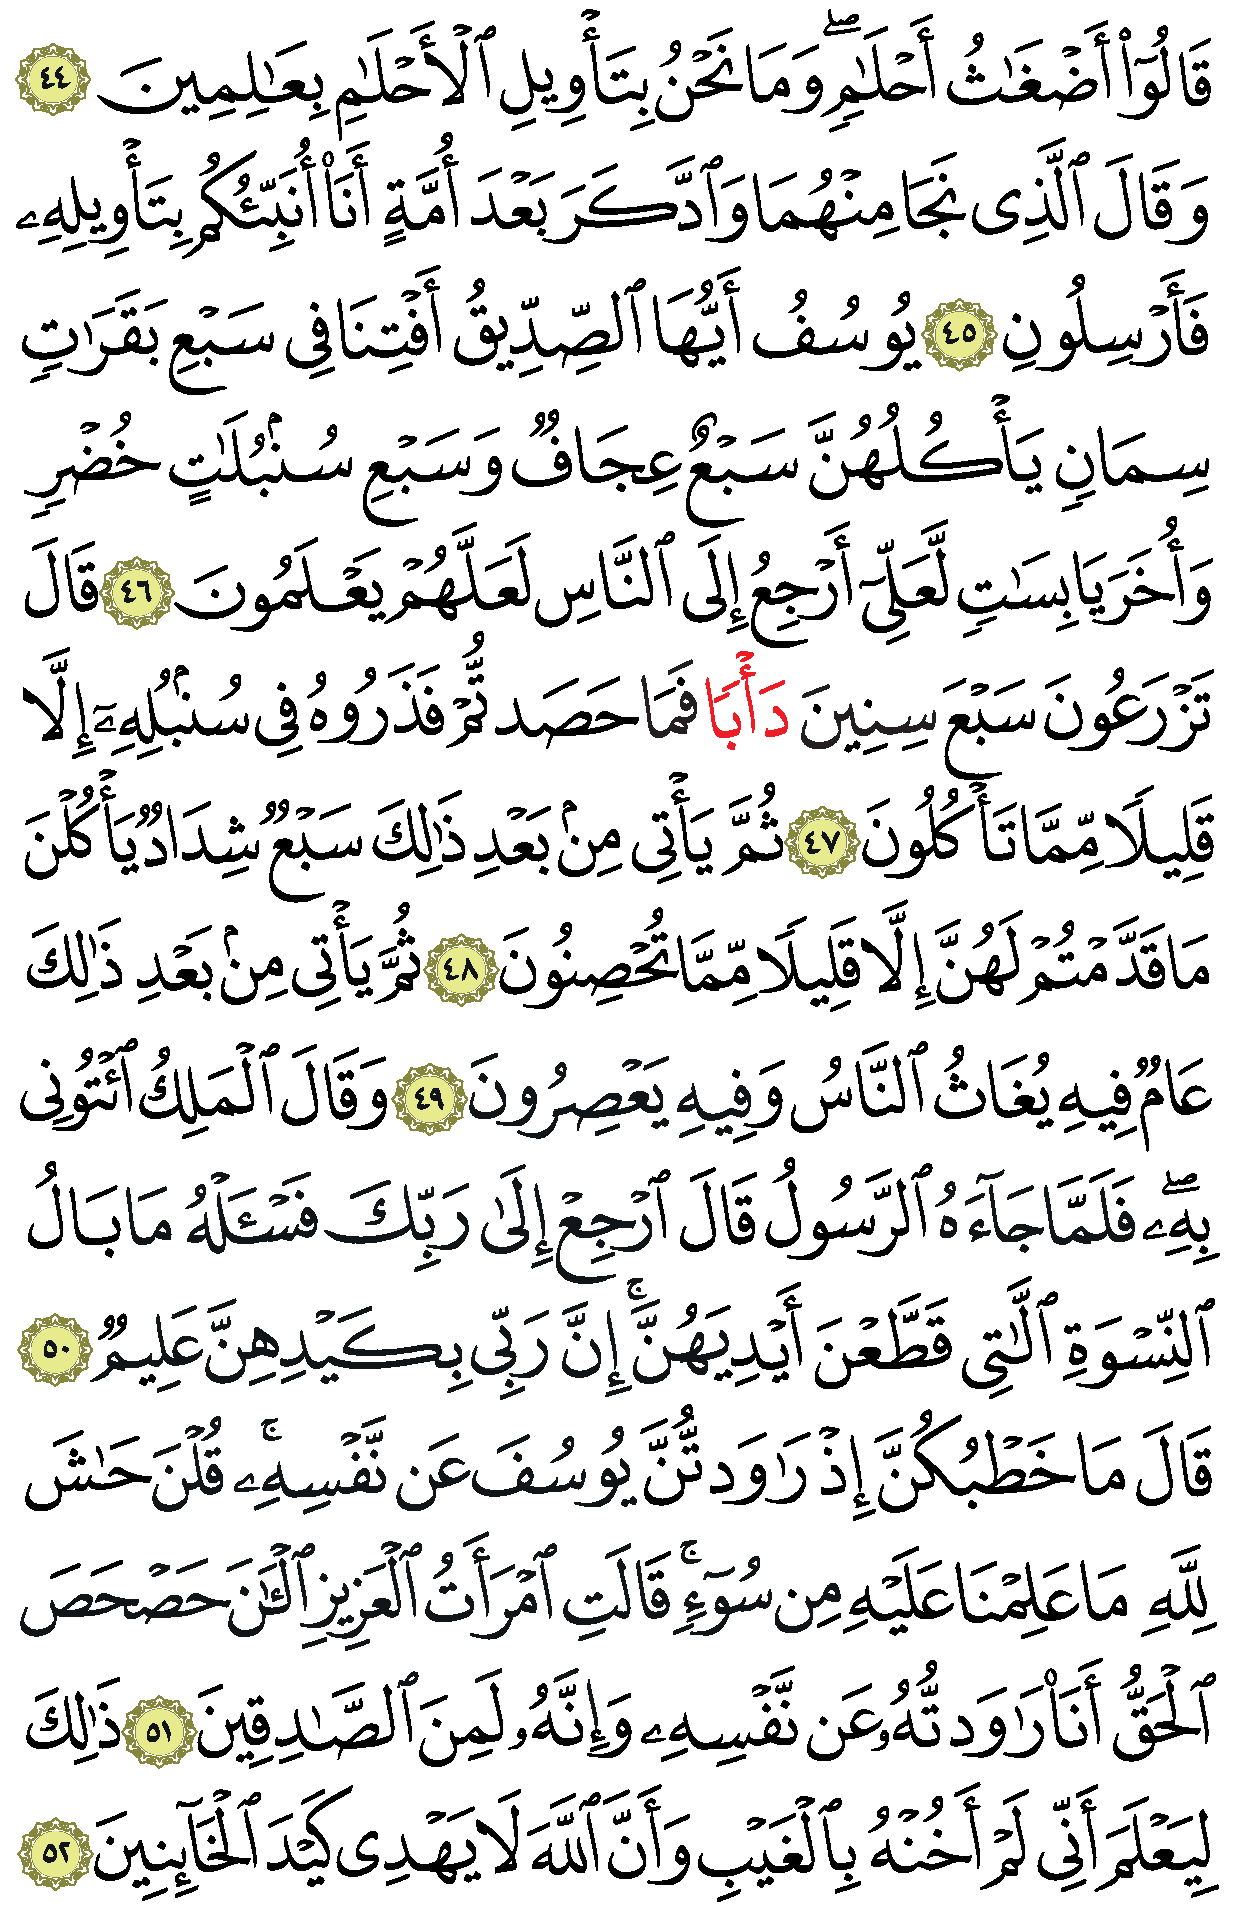 قَالُوٓا۟ أَضْغَٰثُ أَحْلَٰمٍۢ ۖ وَمَا نَحْنُ بِتَأْوِيلِ ٱلْأَحْلَٰمِ بِعَٰلِمِينَ ٤٤
وَقَالَ ٱلَّذِى نَجَا مِنْهُمَا وَٱدَّكَرَ بَعْدَ أُمَّةٍ أَنَا۠ أُنَبِّئُكُم بِتَأْوِيلِهِۦ
فَأَرْسِلُونِ ٤٥ يُوسُفُ أَيُّهَا ٱلصِّدِّيقُ أَفْتِنَا فِى سَبْعِ بَقَرَٰتٍۢ
سِمَانٍۢ يَأْكُلُهُنَّ سَبْعٌ عِجَافٌۭ وَسَبْعِ سُنۢبُلَٰتٍ خُضْرٍۢ
وَأُخَرَ يَابِسَٰتٍۢ لَّعَلِّىٓ أَرْجِعُ إِلَى ٱلنَّاسِ لَعَلَّهُمْ يَعْلَمُونَ ٤٦ قَالَ
تَزْرَعُونَ سَبْعَ سِنِينَ دَأَبًۭا فَمَا حَصَدتُّمْ فَذَرُوهُ فِى سُنۢبُلِهِۦٓ إِلَّا
قَلِيلًۭا مِّمَّا تَأْكُلُونَ ٤٧ ثُمَّ يَأْتِى مِنۢ بَعْدِ ذَٰلِكَ سَبْعٌۭ شِدَادٌۭ يَأْكُلْنَ
مَا قَدَّمْتُمْ لَهُنَّ إِلَّا قَلِيلًۭا مِّمَّا تُحْصِنُونَ ٤٨ ثُمَّ يَأْتِى مِنۢ بَعْدِ ذَٰلِكَ
عَامٌۭ فِيهِ يُغَاثُ ٱلنَّاسُ وَفِيهِ يَعْصِرُونَ ٤٩ وَقَالَ ٱلْمَلِكُ ٱئْتُونِى
بِهِۦ ۖ فَلَمَّا جَآءَهُ ٱلرَّسُولُ قَالَ ٱرْجِعْ إِلَىٰ رَبِّكَ فَسْـَٔلْهُ مَا بَالُ
ٱلنِّسْوَةِ ٱلَّٰتِى قَطَّعْنَ أَيْدِيَهُنَّ ۚ إِنَّ رَبِّى بِكَيْدِهِنَّ عَلِيمٌۭ ٥٠
قَالَ مَا خَطْبُكُنَّ إِذْ رَٰوَدتُّنَّ يُوسُفَ عَن نَّفْسِهِۦ ۚ قُلْنَ حَٰشَ
لِلَّهِ مَا عَلِمْنَا عَلَيْهِ مِن سُوٓءٍۢ ۚ قَالَتِ ٱمْرَأَتُ ٱلْعَزِيزِ ٱلْـَٰٔنَ حَصْحَصَ
ٱلْحَقُّ أَنَا۠ رَٰوَدتُّهُۥ عَن نَّفْسِهِۦ وَإِنَّهُۥ لَمِنَ ٱلصَّٰدِقِينَ ٥١ ذَٰلِكَ
لِيَعْلَمَ أَنِّى لَمْ أَخُنْهُ بِٱلْغَيْبِ وَأَنَّ ٱللَّهَ لَا يَهْدِى كَيْدَ ٱلْخَآئِنِينَ ٥٢